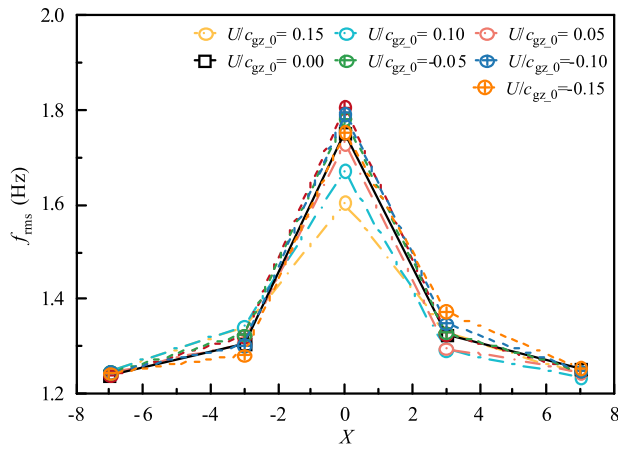 2.0
U/c_gz_0= 0.15 U/c_gz_0= 0.10 U/c_gz_0= 0.05
U/c_gz_0= 0.00 U/c_gz_0=-0.05 U/c_gz_0=-0.10
U/c_gz_0=-0.15
1.8
1.6
1.4
1.2
f_rms (Hz)
-8 -6 -4 -2 0 2 4 6 8
X